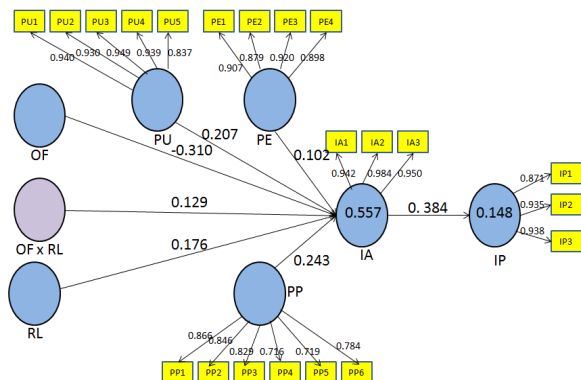 PU1 PU2 PU3 PU4 PU5 PE1 PE2 PE3 PE4
0.940 0.930 0.949 0.939 0.837 0.907 0.879 0.920 0.898
OF PU 0.207 PE
-0.310 0.102 IA1 IA2 IA3
0.942 0.984 0.950
OF x RL 0.129 0.557 0. 384 0.148
IA IP
0.871 IP1
0.935 IP2
0.938 IP3
0.176
RL 0.243 PP
0.866 0.846 0.829 0.716 0.719 0.784
PP1 PP2 PP3 PP4 PP5 PP6